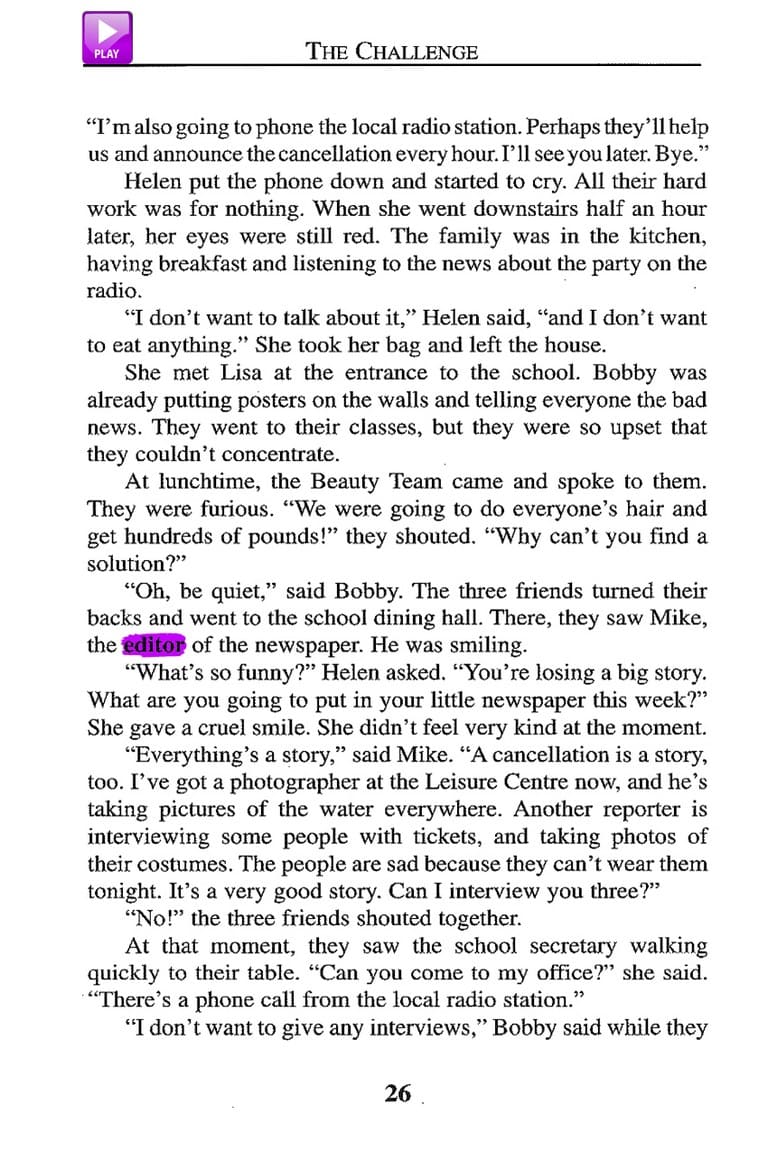 PLAY
THE CHALLENGE
“I’m also going to phone the local radio station. Perhaps they’ll help
us and announce the cancellation every hour. I’ll see you later. Bye.”
Helen put the phone down and started to cry. All their hard
work was for nothing. When she went downstairs half an hour
later, her eyes were still red. The family was in the kitchen,
having breakfast and listening to the news about the party on the
radio.
“I don’t want to talk about it,” Helen said, “and I don’t want
to eat anything.” She took her bag and left the house.
She met Lisa at the entrance to the school. Bobby was
already putting posters on the walls and telling everyone the bad
news. They went to their classes, but they were so upset that
they couldn’t concentrate.
At lunchtime, the Beauty Team came and spoke to them.
They were furious. “We were going to do everyone’s hair and
get hundreds of pounds!” they shouted. “Why can’t you find a
solution?”
“Oh, be quiet,” said Bobby. The three friends turned their
backs and went to the school dining hall. There, they saw Mike,
the editor of the newspaper. He was smiling.
“What’s so funny?” Helen asked. “You’re losing a big story.
What are you going to put in your little newspaper this week?”
She gave a cruel smile. She didn’t feel very kind at the moment.
“Everything’s a story,” said Mike. “A cancellation is a story,
too. I’ve got a photographer at the Leisure Centre now, and he’s
taking pictures of the water everywhere. Another reporter is
interviewing some people with tickets, and taking photos of
their costumes. The people are sad because they can’t wear them
tonight. It’s a very good story. Can I interview you three?”
“No!” the three friends shouted together.
At that moment, they saw the school secretary walking
quickly to their table. “Can you come to my office?” she said.
“There’s a phone call from the local radio station.”
“I don’t want to give any interviews,” Bobby said while they
26